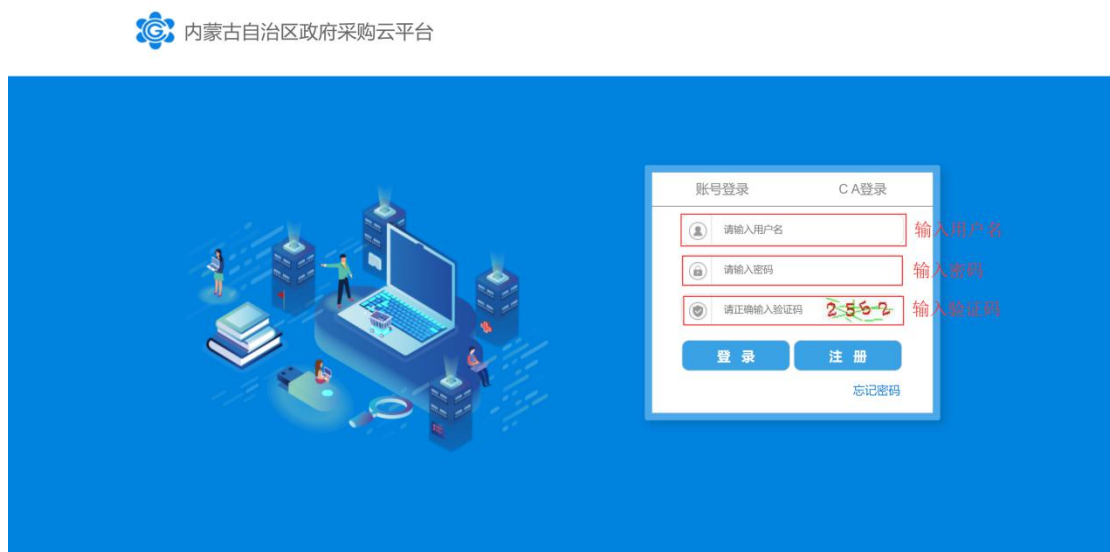 内蒙古自治区政府采购云平台
账号登录 CA登录
请输入用户名 输入用户名
请输入密码 输入密码
请正确输入验证码 2552 输入验证码
登录 注册
忘记密码